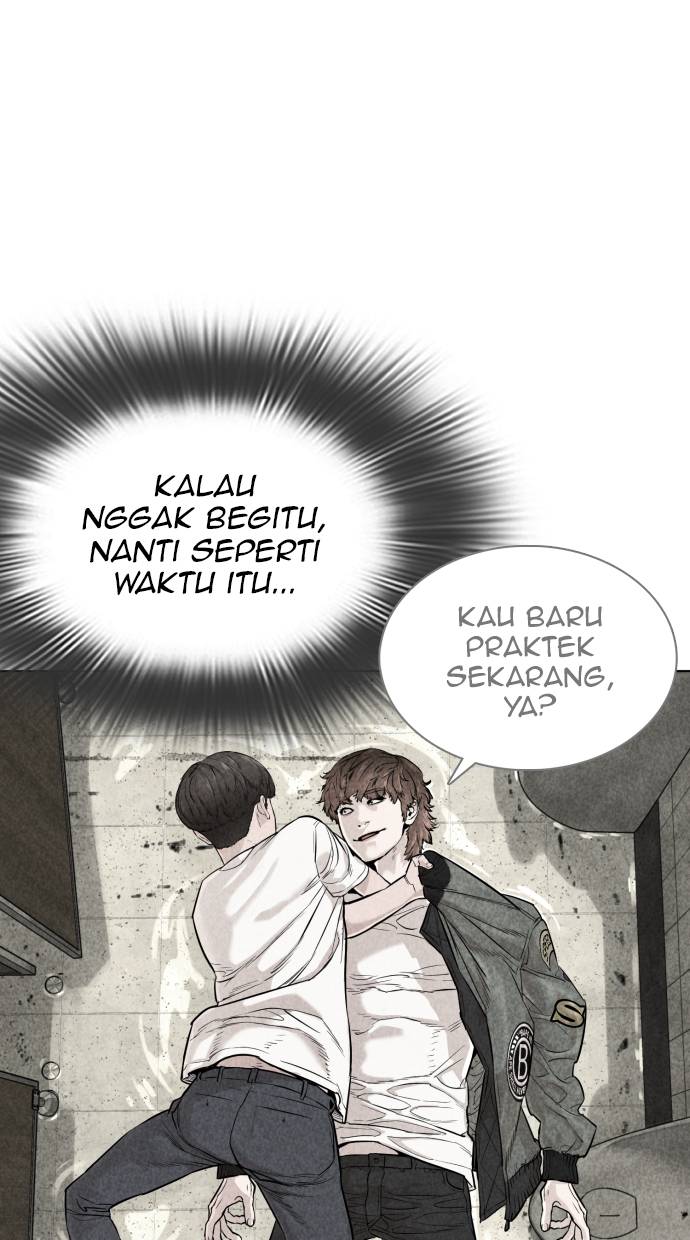 KALAU
NGGAK BEGITU,
NANTI SEPERTI
WAKTU ITU...
KAU BARU
PRAKTEK
SEKARANG,
YA?
S
B